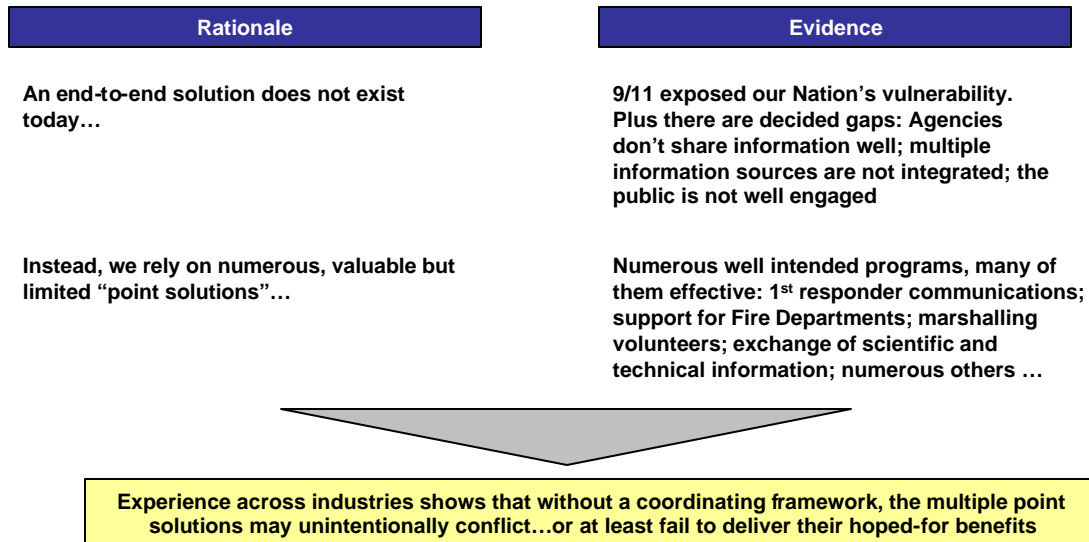 Rationale
Evidence
An end-to-end solution does not exist
today…
9/11 exposed our Nation’s vulnerability.
Plus there are decided gaps: Agencies
don’t share information well; multiple
information sources are not integrated; the
public is not well engaged
Instead, we rely on numerous, valuable but
limited “point solutions”…
Numerous well intended programs, many of
them effective: 1st responder communications;
support for Fire Departments; marshalling
volunteers; exchange of scientific and
technical information; numerous others …
Experience across industries shows that without a coordinating framework, the multiple point
solutions may unintentionally conflict…or at least fail to deliver their hoped-for benefits